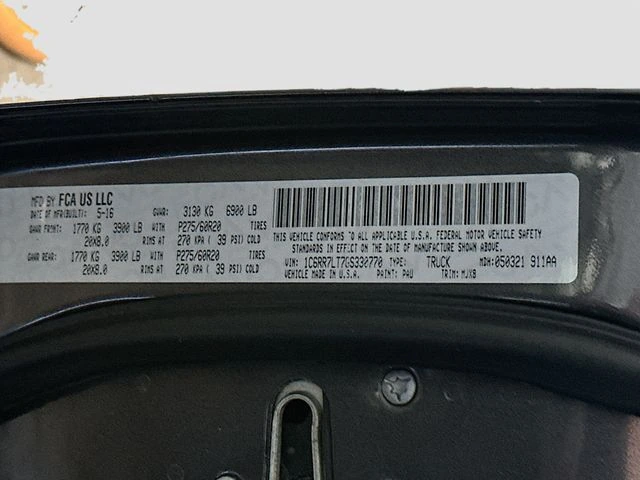 MFD BY FCA US LLC
DATE OF MFR(BUILT): 5-16 GVWR: 3130 KG 6900 LB
GAWR FRONT: 1770 KG 3900 LB WITH P275/60R20 TIRES
20X8.0 RIMS AT 270 KPA ( 39 PSI) COLD
GAWR REAR: 1770 KG 3900 LB WITH P275/60R20 TIRES
20X8.0 RIMS AT 270 KPA ( 39 PSI) COLD
THIS VEHICLE CONFORMS TO ALL APPLICABLE U.S.A. FEDERAL MOTOR VEHICLE SAFETY
STANDARDS IN EFFECT ON THE DATE OF MANUFACTURE SHOWN ABOVE.
VIN: 1C6RR7LT7GS330770 TYPE: TRUCK MDH: 050321 911AA
PAINT: PAU TRIM: MJX8